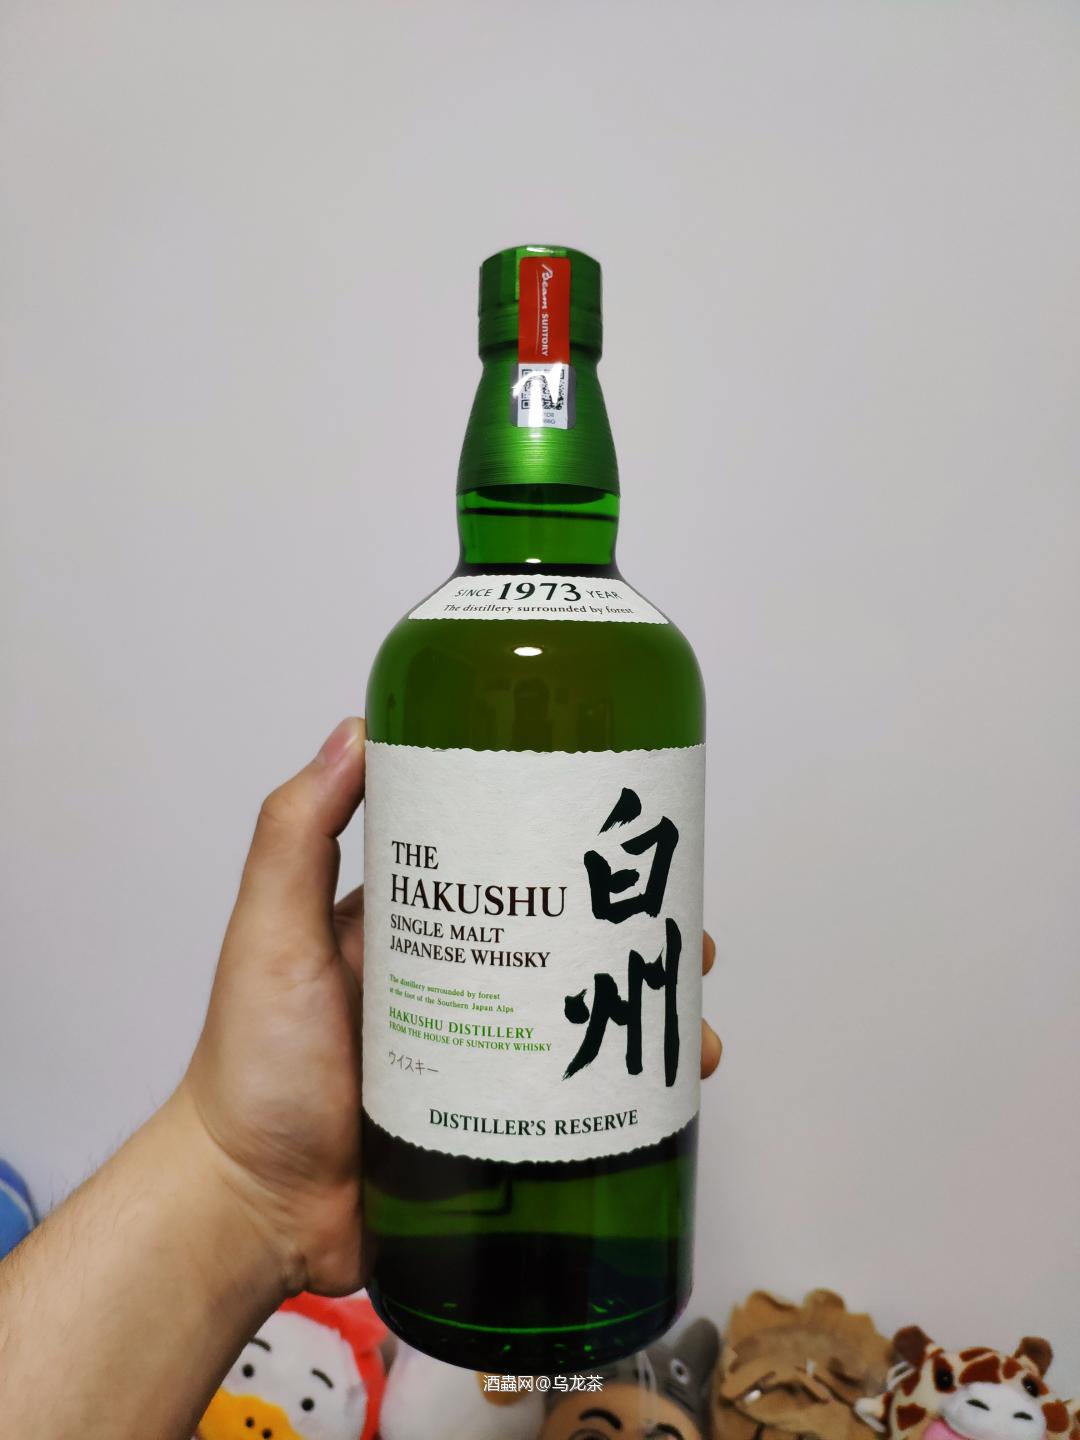 Beam SUNTORY
SINCE 1973 YEAR
The distillery surrounded by forest
THE
HAKUSHU
SINGLE MALT
JAPANESE WHISKY
白州
The distillery surrounded by forest
at the foot of the Southern Japan Alps
HAKUSHU DISTILLERY
FROM THE HOUSE OF SUNTORY WHISKY
ウイスキー
DISTILLER'S RESERVE
酒蟲网@乌龙茶